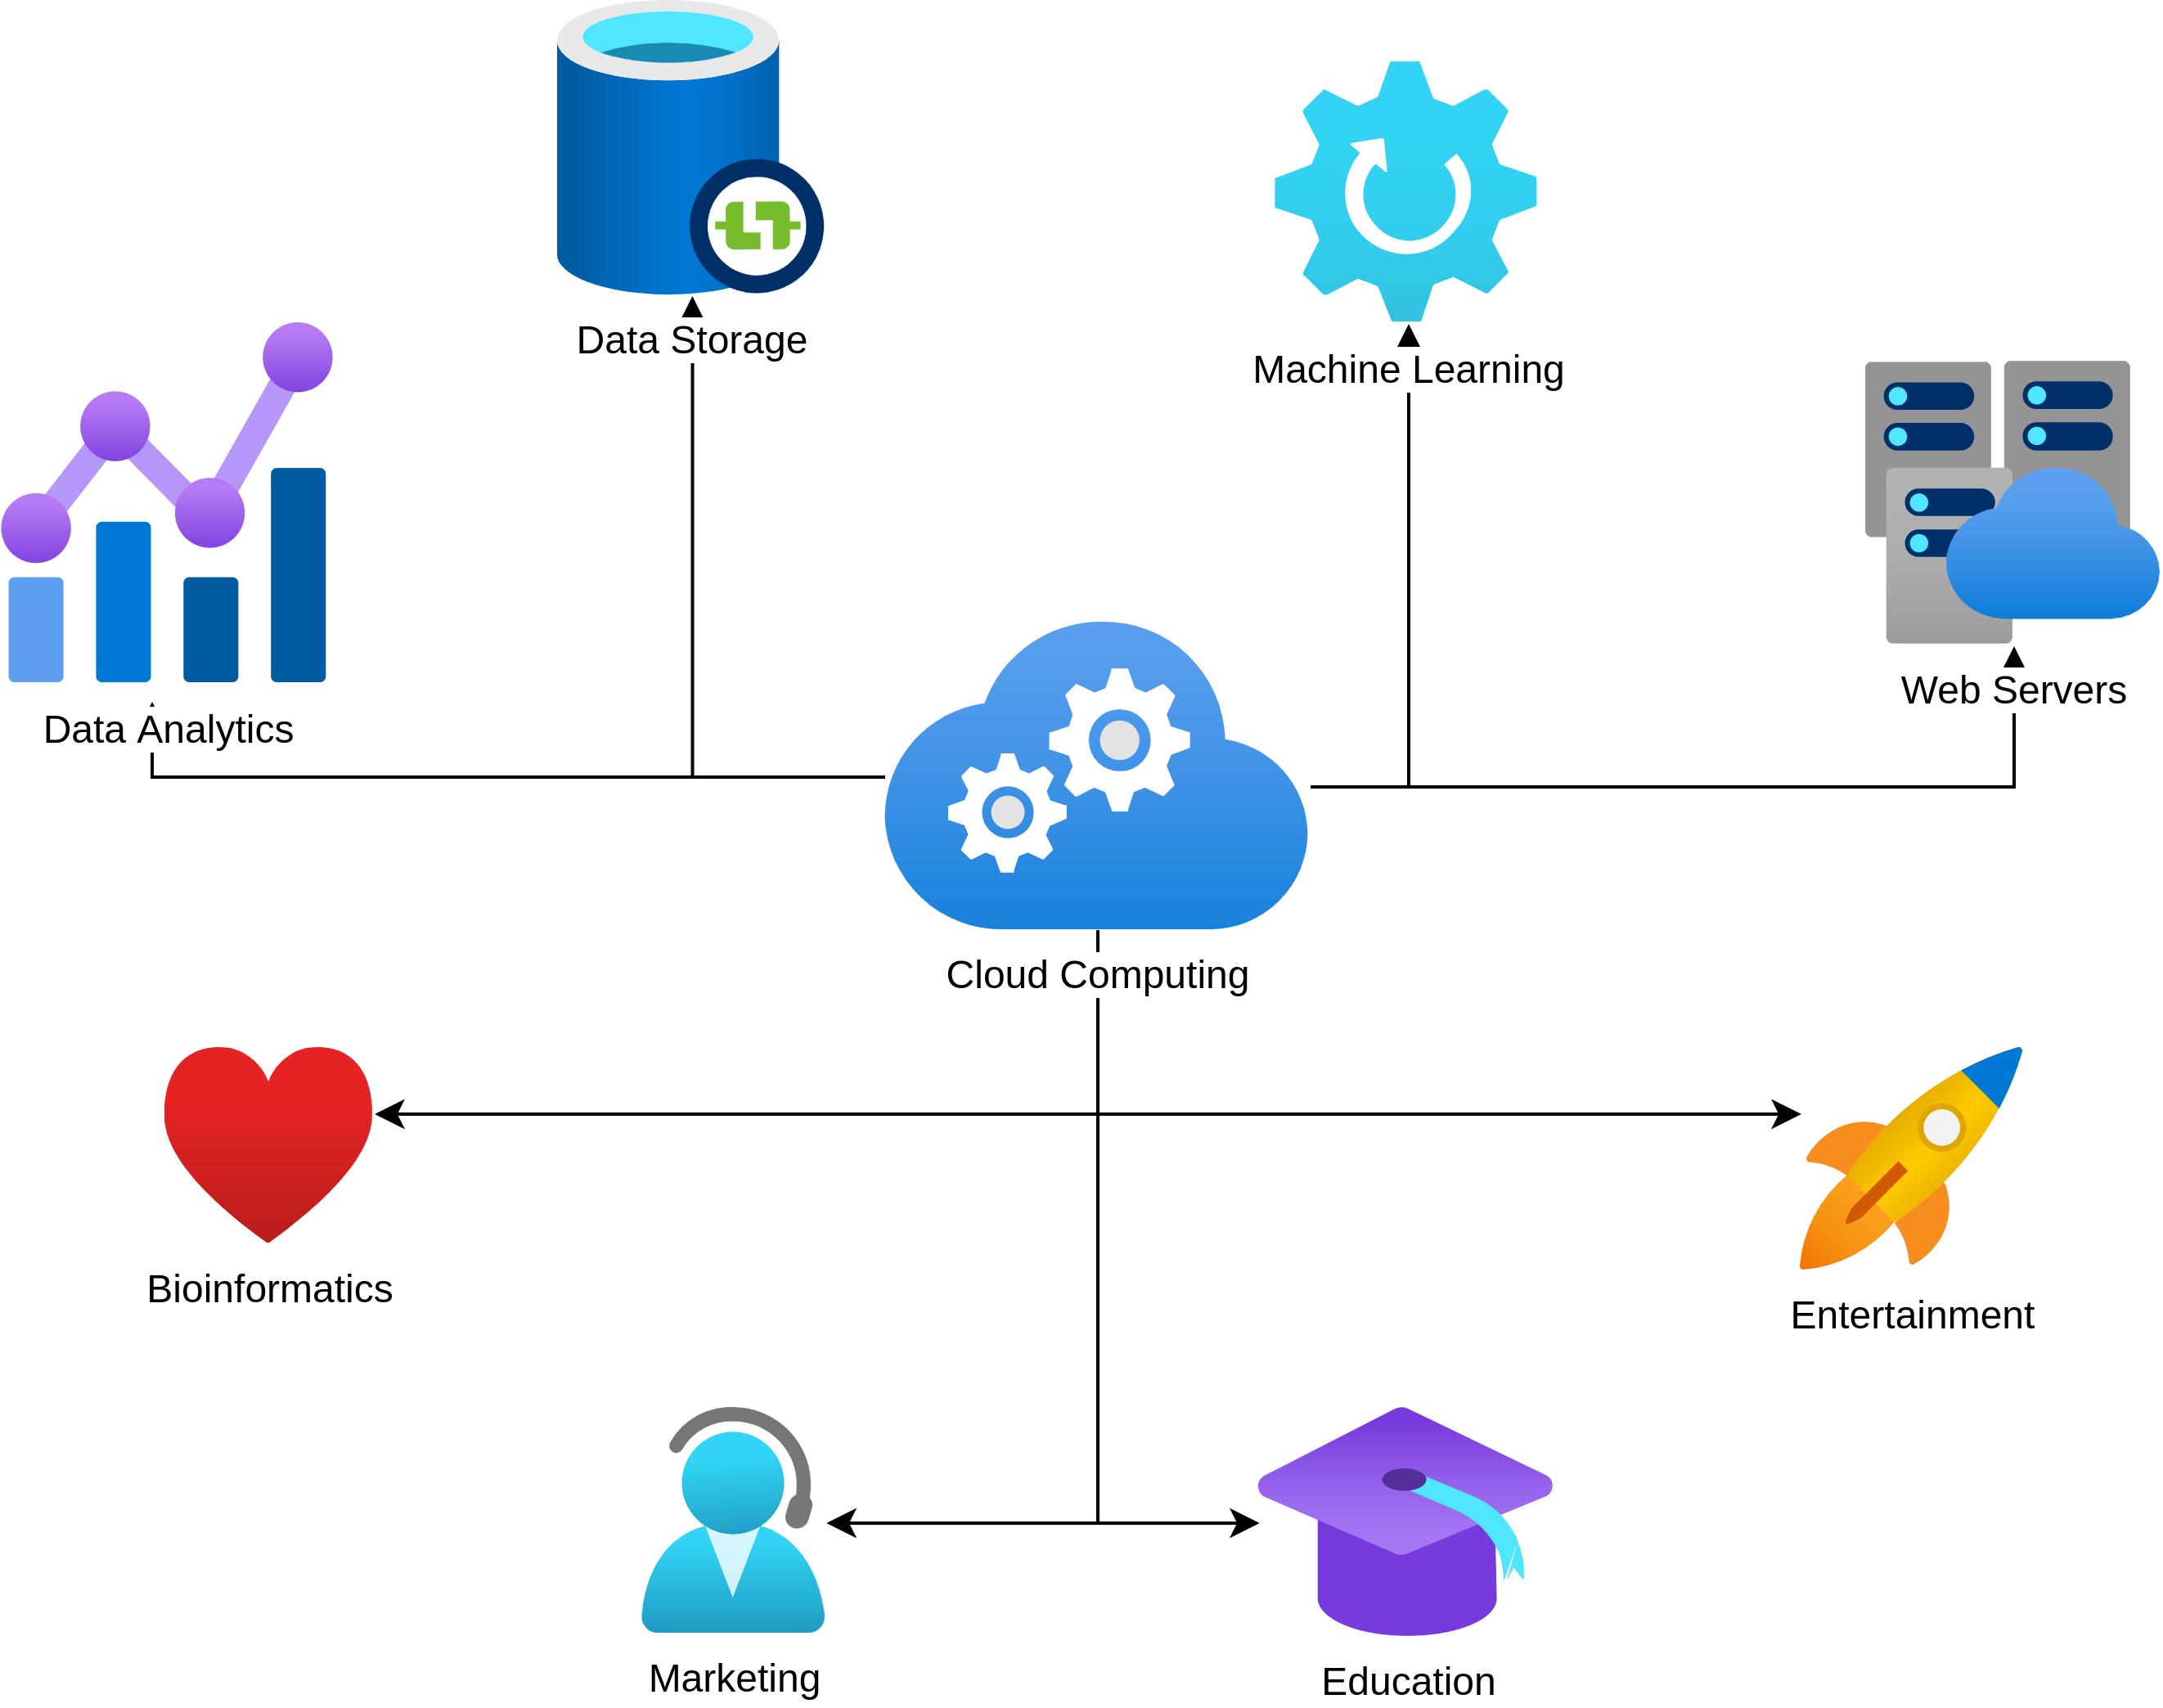 Data Storage
Machine Learning
Web Servers
Data Analytics
Cloud Computing
Bioinformatics
Entertainment
Marketing
Education